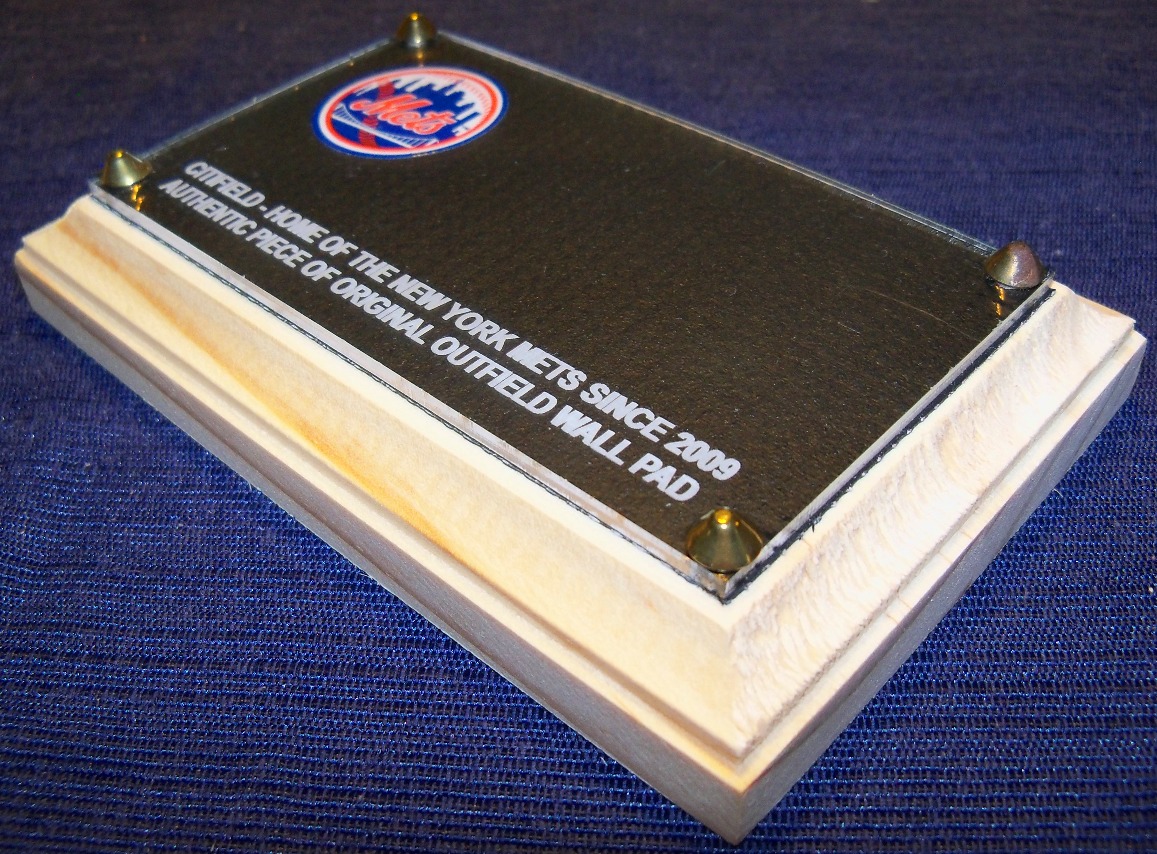 Mets
CITIFIELD - HOME OF THE NEW YORK METS SINCE 2009
AUTHENTIC PIECE OF ORIGINAL OUTFIELD WALL PAD